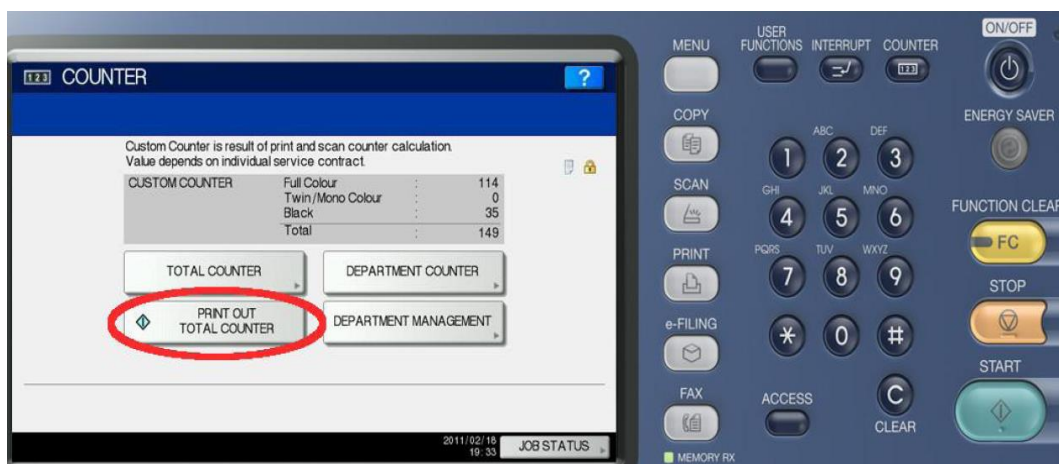 123 COUNTER
?
Custom Counter is result of print and scan counter calculation.
Value depends on individual service contract.
CUSTOM COUNTER Full Colour : 114
Twin/Mono Colour : 0
Black : 35
Total : 149
TOTAL COUNTER
DEPARTMENT COUNTER
PRINT OUT
TOTAL COUNTER
DEPARTMENT MANAGEMENT
2011/02/18
19:33
JOB STATUS
MENU
USER
FUNCTIONS
INTERRUPT
COUNTER
123
ON/OFF
COPY
ENERGY SAVER
ABC
DEF
1
2
3
SCAN
GHI
JKL
MNO
4
5
6
FUNCTION CLEAR
FC
PRINT
PQRS
TUV
WXYZ
7
8
9
STOP
e-FILING
*
0
#
START
FAX
ACCESS
C
CLEAR
MEMORY RX